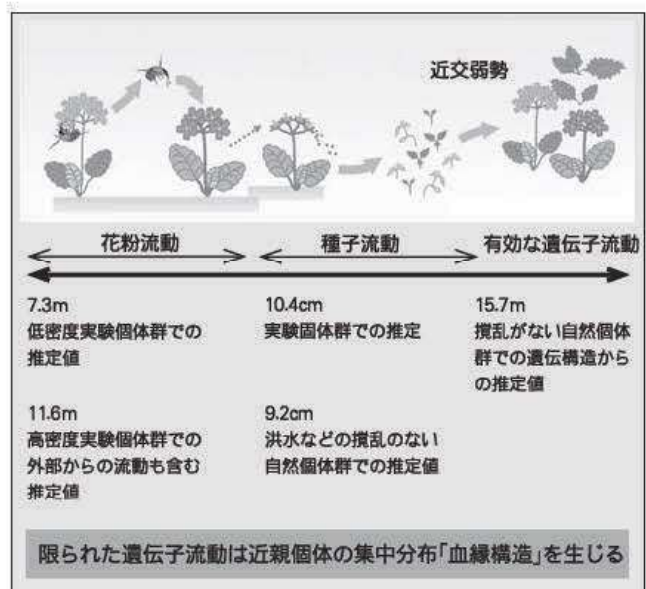 近交弱勢
花粉流動
種子流動
有効な遺伝子流動
7.3m
低密度実験個体群での
推定値
11.6m
高密度実験個体群での
外部からの流動も含む
推定値
10.4cm
実験固体群での推定
9.2cm
洪水などの撹乱のない
自然個体群での推定値
15.7m
撹乱がない自然個体
群での遺伝構造から
の推定値
限られた遺伝子流動は近親個体の集中分布「血縁構造」を生じる